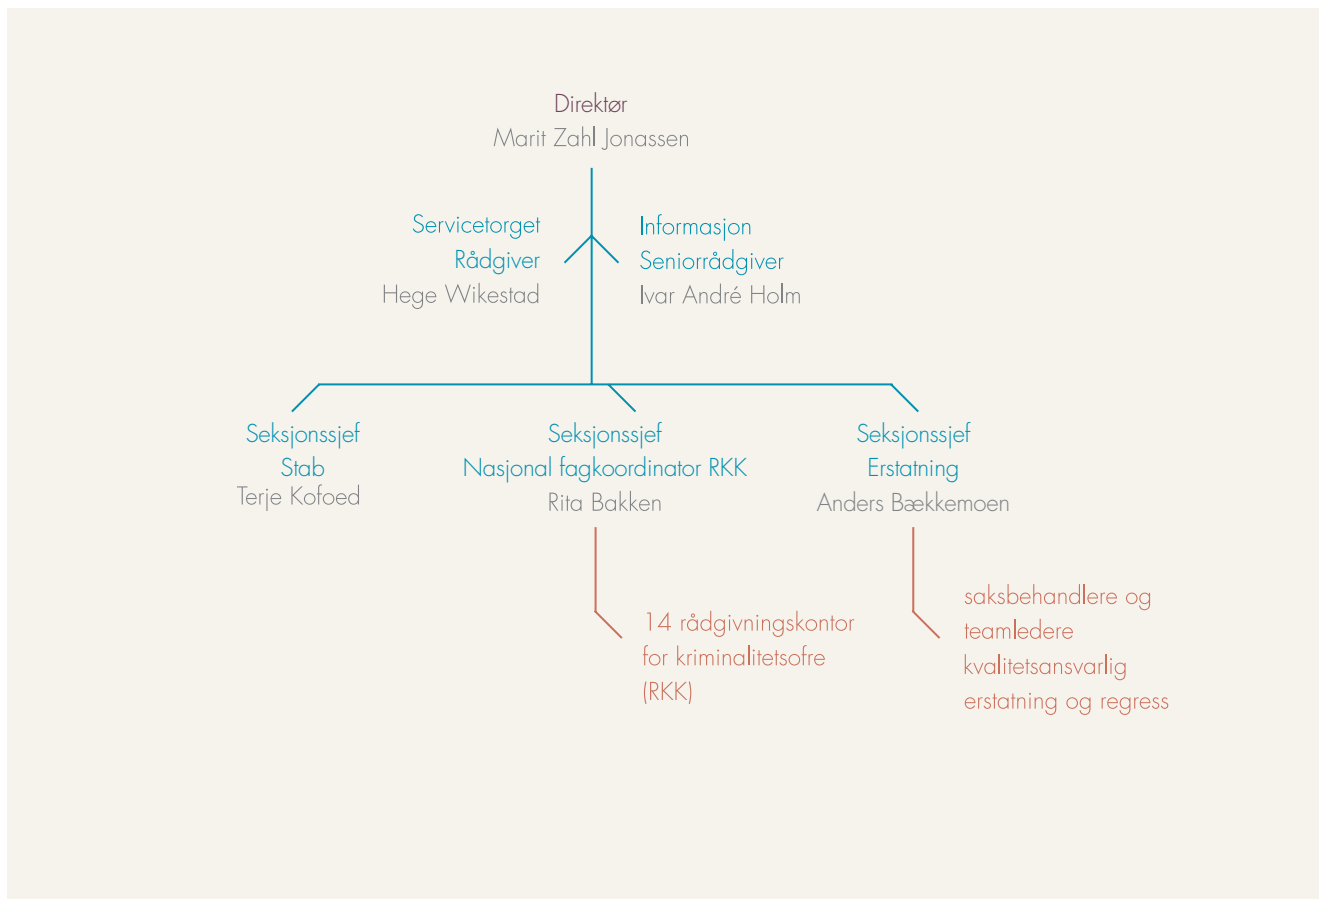 Direktør
Marit Zahl Jonassen
Servicetorget
Rådgiver
Hege Wikestad
Informasjon
Seniorrådgiver
Ivar André Holm
Seksjonssjef
Stab
Terje Kofoed
Seksjonssjef
Nasjonal fagkoordinator RKK
Rita Bakken
Seksjonssjef
Erstatning
Anders Bækkemoen
14 rådgivningskontor
for kriminalitetsofre
(RKK)
saksbehandlere og
teamledere
kvalitetsansvarlig
erstatning og regress